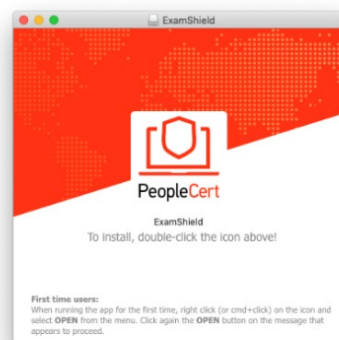 ExamShield
PeopleCert
ExamShield
To install, double-click the icon above!
First time users:
When running the app for the first time, right click (or cmd+click) on the icon and
select OPEN from the menu. Click again the OPEN button on the message that
appears to proceed.